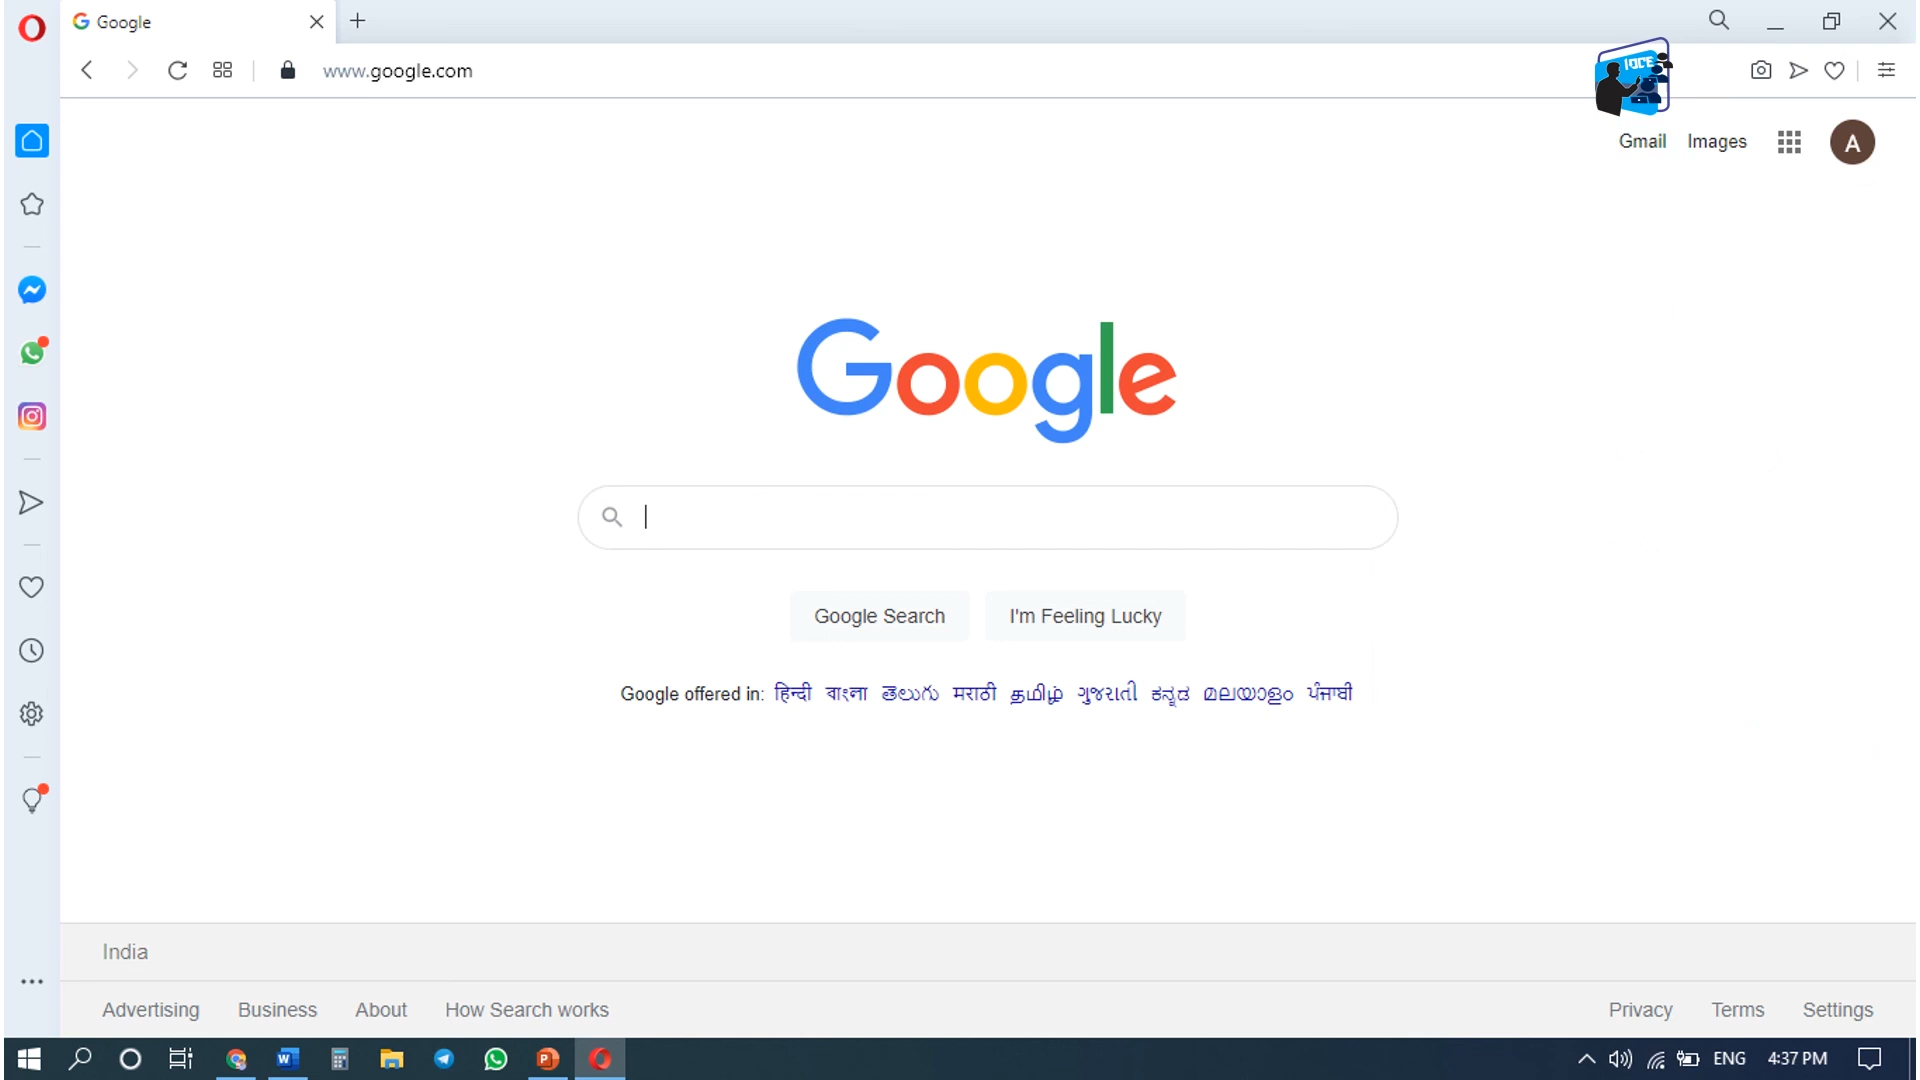 Google
www.google.com
IQCE
Gmail Images
A
Google
Google Search I'm Feeling Lucky
Google offered in: हिन्दी বাংলা తెలుగు मराठी தமிழ் ગુજરાતી ಕನ್ನಡ മലയാളം ਪੰਜਾਬੀ
India
Advertising Business About How Search works Privacy Terms Settings
ENG 4:37 PM